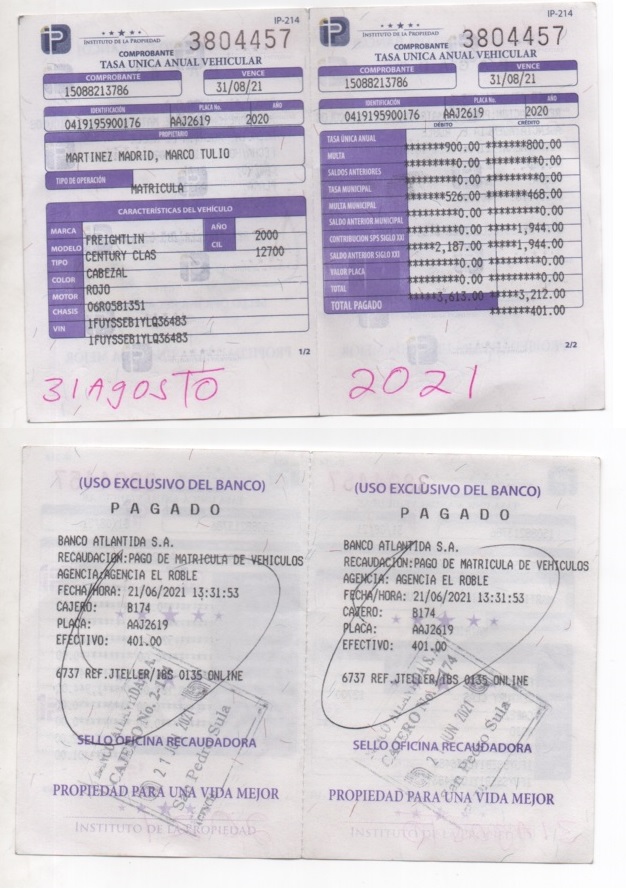 IP-214
iP
INSTITUTO DE LA PROPIEDAD
3804457
COMPROBANTE
TASA UNICA ANUAL VEHICULAR
COMPROBANTE VENCE
15088213786 31/08/21
IDENTIFICACIÓN PLACA No. AÑO
0419195900176 AAJ2619 2020
PROPIETARIO
MARTINEZ MADRID, MARCO TULIO
TIPO DE OPERACIÓN
MATRICULA
CARACTERÍSTICAS DEL VEHÍCULO
MARCA FREIGHTLIN AÑO 2000
MODELO CENTURY CLAS CIL 12700
TIPO CABEZAL
COLOR ROJO
MOTOR 06R0581351
CHASIS 1FUYSSEB1YLQ36483
VIN 1FUYSSEB1YLQ36483
1/2
31 AGOSTO
IP-214
iP
INSTITUTO DE LA PROPIEDAD
3804457
COMPROBANTE
TASA UNICA ANUAL VEHICULAR
COMPROBANTE VENCE
15088213786 31/08/21
IDENTIFICACIÓN PLACA No. AÑO
0419195900176 AAJ2619 2020
DÉBITO CRÉDITO
TASA ÚNICA ANUAL *******900.00 *******800.00
MULTA *******0.00 *******0.00
SALDOS ANTERIORES *******0.00 *******0.00
TASA MUNICIPAL *******526.00 *******468.00
MULTA MUNICIPAL *******0.00 *******0.00
SALDO ANTERIOR MUNICIPAL *******0.00 *****1,944.00
CONTRIBUCION SPS SIGLO XXI *****2,187.00 *****1,944.00
SALDO ANTERIOR SIGLO XXI *******0.00 *******0.00
VALOR PLACA *******0.00 *******0.00
TOTAL *****3,613.00 *****3,212.00
TOTAL PAGADO *******401.00
2/2
2021
(USO EXCLUSIVO DEL BANCO)
PAGADO
BANCO ATLANTIDA S.A.
RECAUDACION:PAGO DE MATRICULA DE VEHICULOS
AGENCIA:AGENCIA EL ROBLE
FECHA/HORA: 21/06/2021 13:31:53
CAJERO: B174
PLACA: AAJ2619
EFECTIVO: 401.00
6737 REF.JTELLER/IBS 0135 ONLINE
CAJERO No.
21 JUN 2021
San Pedro Sula
SELLO OFICINA RECAUDADORA
PROPIEDAD PARA UNA VIDA MEJOR
INSTITUTO DE LA PROPIEDAD
(USO EXCLUSIVO DEL BANCO)
PAGADO
BANCO ATLANTIDA S.A.
RECAUDACION:PAGO DE MATRICULA DE VEHICULOS
AGENCIA: AGENCIA EL ROBLE
FECHA/HORA: 21/06/2021 13:31:53
CAJERO: B174
PLACA: AAJ2619
EFECTIVO: 401.00
6737 REF.JTELLER/IBS 0135 ONLINE
CAJERO No.
JUN 2021
San Pedro Sula
SELLO OFICINA RECAUDADORA
PROPIEDAD PARA UNA VIDA MEJOR
INSTITUTO DE LA PROPIEDAD